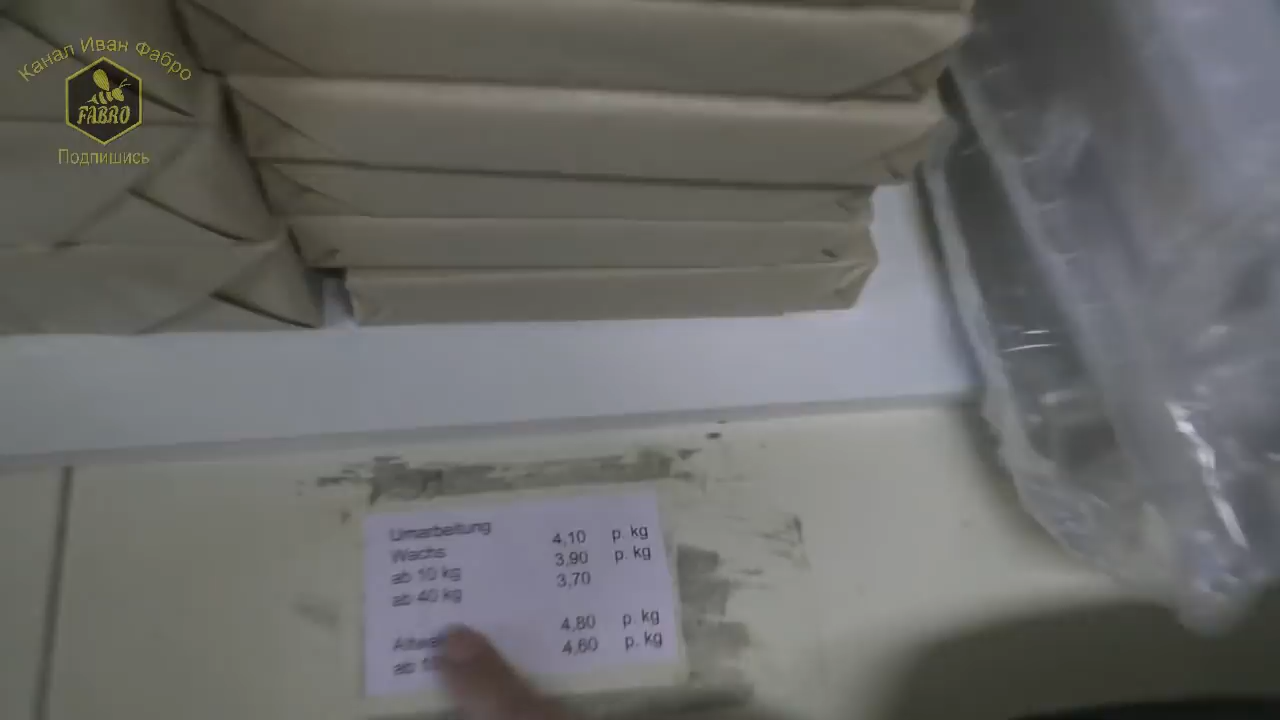 Канал Иван Фабро
FABRO
Подпишись
Umarbeitung
Wachs 4,10 p. kg
ab 10 kg 3,90 p. kg
ab 40 kg 3,70
4,80 p. kg
ab 4,60 p. kg